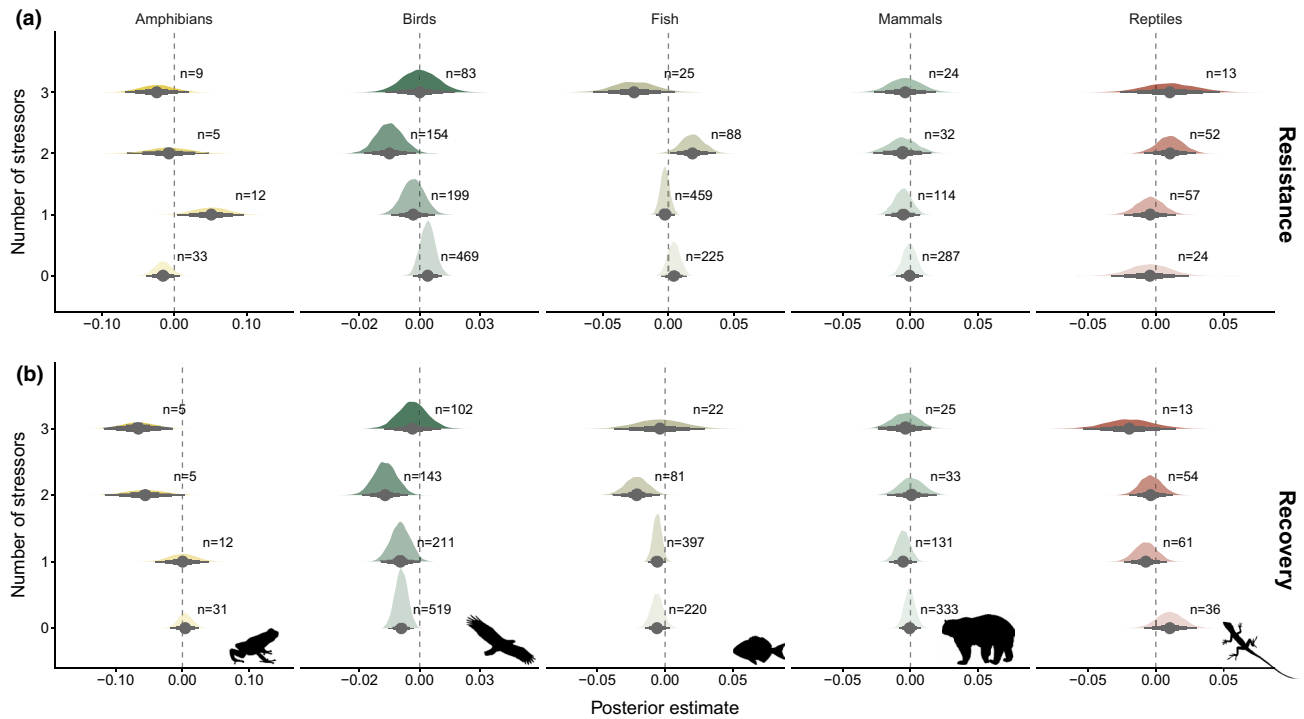 (a)
Amphibians Birds Fish Mammals Reptiles
Number of stressors
Resistance
3 n=9 n=83 n=25 n=24 n=13
2 n=5 n=154 n=88 n=32 n=52
1 n=12 n=199 n=459 n=114 n=57
0 n=33 n=469 n=225 n=287 n=24
−0.10 0.00 0.10 −0.02 0.00 0.03 −0.05 0.00 0.05 −0.05 0.00 0.05 −0.05 0.00 0.05
(b)
Number of stressors
Recovery
3 n=5 n=102 n=22 n=25 n=13
2 n=5 n=143 n=81 n=33 n=54
1 n=12 n=211 n=397 n=131 n=61
0 n=31 n=519 n=220 n=333 n=36
−0.10 0.00 0.10 −0.02 0.00 0.03 −0.05 0.00 0.05 −0.05 0.00 0.05 −0.05 0.00 0.05
Posterior estimate